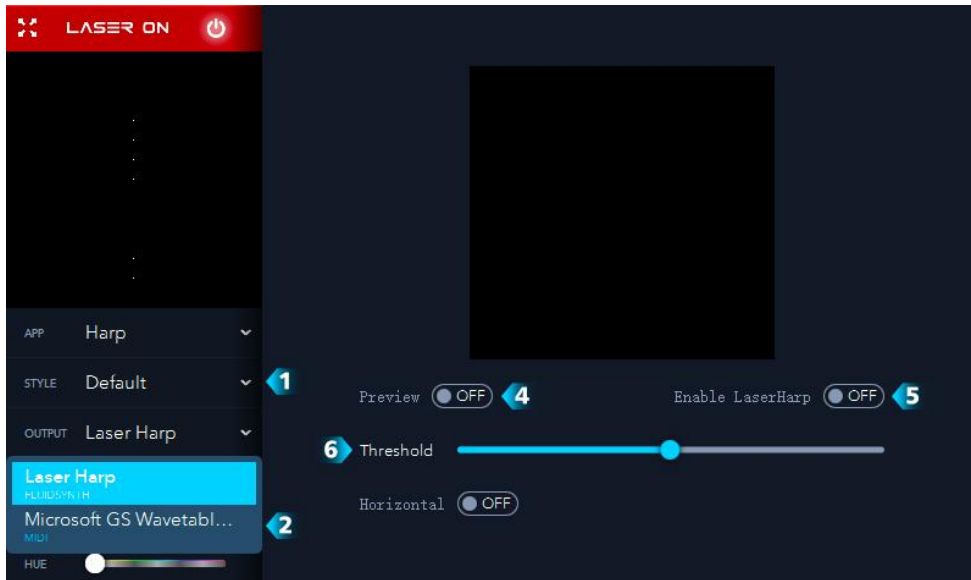 LASER ON
APP Harp
STYLE Default
1
OUTPUT Laser Harp
Laser Harp
FLUIDSYNTH
Microsoft GS Wavetabl...
MIDI
2
HUE
Preview OFF
4
Enable LaserHarp OFF
5
6
Threshold
Horizontal OFF